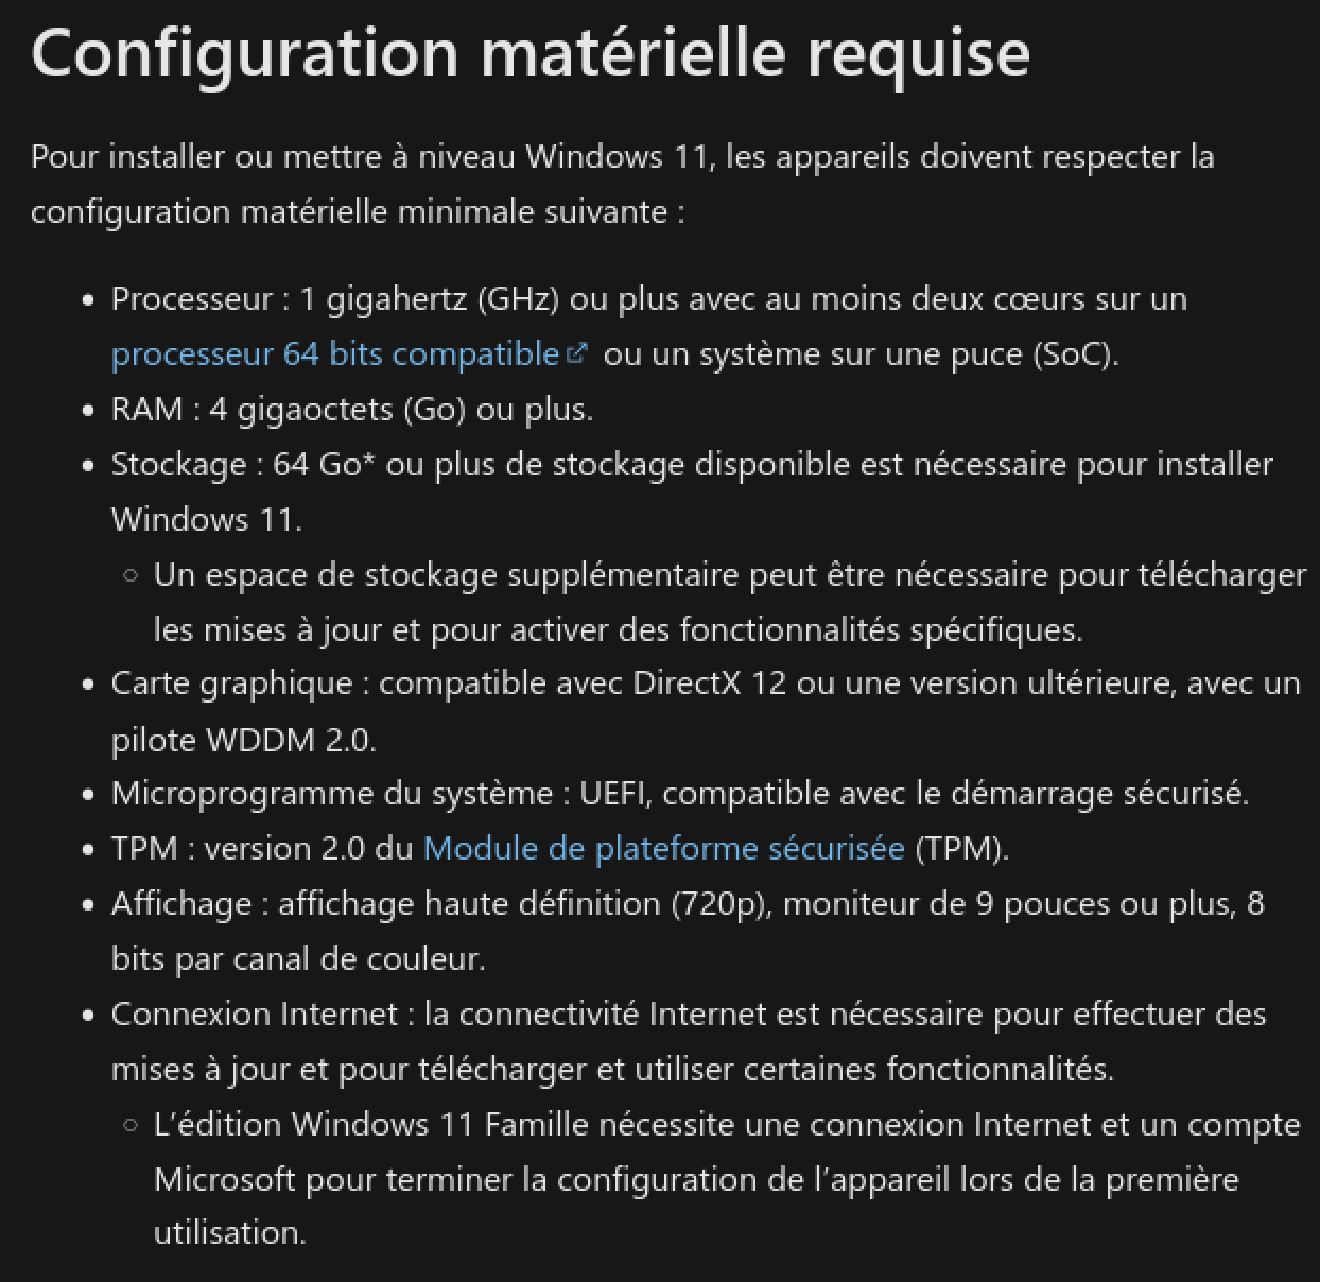 Configuration matérielle requise
Pour installer ou mettre à niveau Windows 11, les appareils doivent respecter la
configuration matérielle minimale suivante :
• Processeur : 1 gigahertz (GHz) ou plus avec au moins deux cœurs sur un
processeur 64 bits compatible ou un système sur une puce (SoC).
• RAM : 4 gigaoctets (Go) ou plus.
• Stockage : 64 Go* ou plus de stockage disponible est nécessaire pour installer
Windows 11.
◦ Un espace de stockage supplémentaire peut être nécessaire pour télécharger
les mises à jour et pour activer des fonctionnalités spécifiques.
• Carte graphique : compatible avec DirectX 12 ou une version ultérieure, avec un
pilote WDDM 2.0.
• Microprogramme du système : UEFI, compatible avec le démarrage sécurisé.
• TPM : version 2.0 du Module de plateforme sécurisée (TPM).
• Affichage : affichage haute définition (720p), moniteur de 9 pouces ou plus, 8
bits par canal de couleur.
• Connexion Internet : la connectivité Internet est nécessaire pour effectuer des
mises à jour et pour télécharger et utiliser certaines fonctionnalités.
◦ L’édition Windows 11 Famille nécessite une connexion Internet et un compte
Microsoft pour terminer la configuration de l’appareil lors de la première
utilisation.